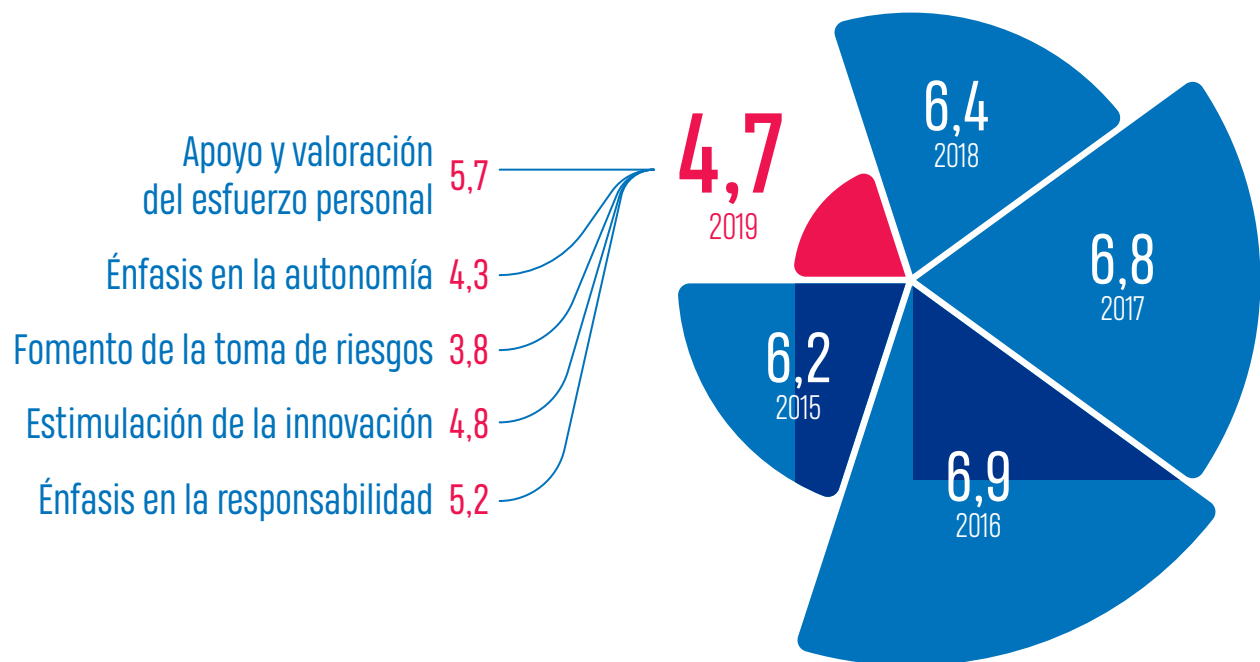 Apoyo y valoración
del esfuerzo personal 5,7
Énfasis en la autonomía 4,3
Fomento de la toma de riesgos 3,8
Estimulación de la innovación 4,8
Énfasis en la responsabilidad 5,2
4,7
2019
6,4
2018
6,8
2017
6,9
2016
6,2
2015